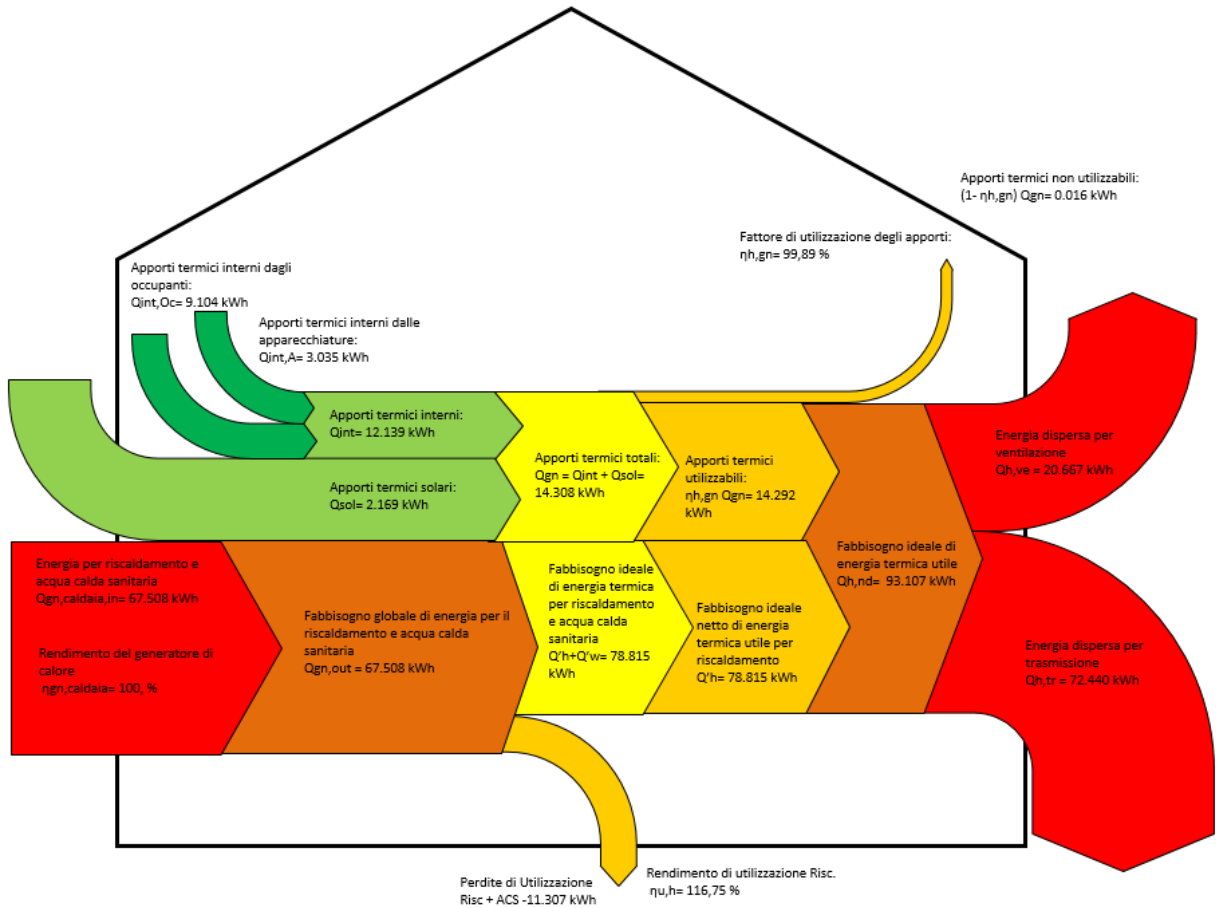 Apporti termici non utilizzabili:
(1- ηh,gn) Qgn= 0.016 kWh
Fattore di utilizzazione degli apporti:
ηh,gn= 99,89 %
Apporti termici interni dagli
occupanti:
Qint,Oc= 9.104 kWh
Apporti termici interni dalle
apparecchiature:
Qint,A= 3.035 kWh
Apporti termici interni:
Qint= 12.139 kWh
Apporti termici solari:
Qsol= 2.169 kWh
Apporti termici totali:
Qgn = Qint + Qsol=
14.308 kWh
Apporti termici
utilizzabili:
ηh,gn Qgn= 14.292
kWh
Energia dispersa per
ventilazione
Qh,ve = 20.667 kWh
Energia per riscaldamento e
acqua calda sanitaria
Qgn,caldaia,in= 67.508 kWh
Rendimento del generatore di
calore
ηgn,caldaia= 100, %
Fabbisogno globale di energia per il
riscaldamento e acqua calda
sanitaria
Qgn,out = 67.508 kWh
Fabbisogno ideale
di energia termica
per riscaldamento
e acqua calda
sanitaria
Q'h+Q'w= 78.815
kWh
Fabbisogno ideale
netto di energia
termica utile per
riscaldamento
Q'h= 78.815 kWh
Fabbisogno ideale di
energia termica utile
Qh,nd= 93.107 kWh
Energia dispersa per
trasmissione
Qh,tr = 72.440 kWh
Perdite di Utilizzazione
Risc + ACS -11.307 kWh
Rendimento di utilizzazione Risc.
ηu,h= 116,75 %